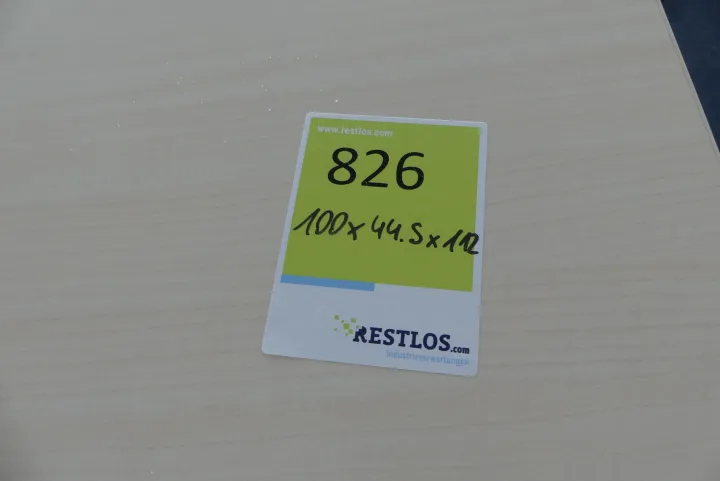 www.restlos.com
826
100x44.5x112
RESTLOS.com
Industrieverwertungen